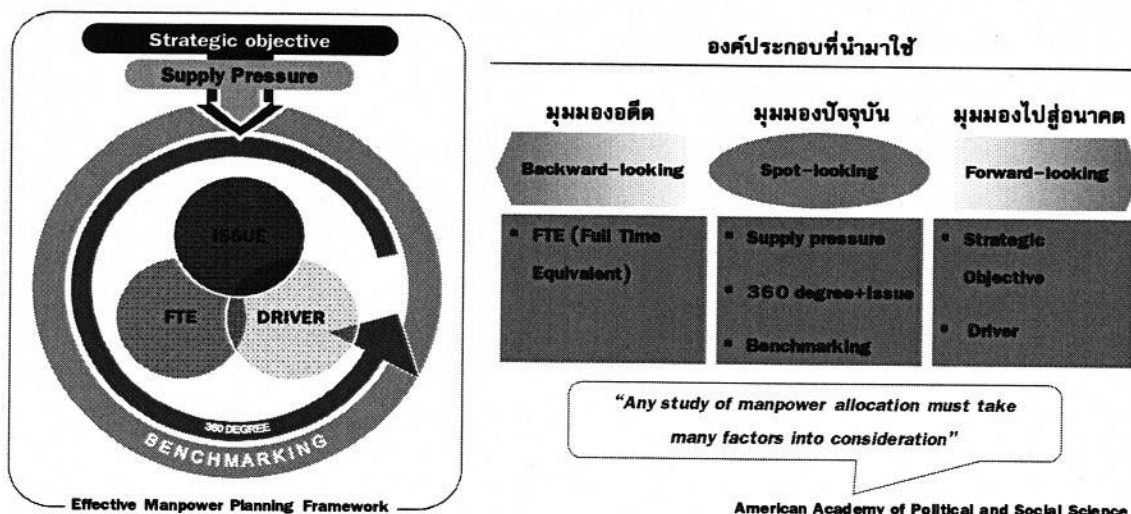 Strategic objective
Supply Pressure
ISSUE
FTE
DRIVER
360 DEGREE
BENCHMARKING
Effective Manpower Planning Framework
องค์ประกอบที่นำมาใช้
มุมมองอดีต
มุมมองปัจจุบัน
มุมมองไปสู่อนาคต
Backward-looking
Spot-looking
Forward-looking
▪ FTE (Full Time
Equivalent)
▪ Supply pressure
▪ 360 degree+Issue
▪ Benchmarking
▪ Strategic
Objective
▪ Driver
“Any study of manpower allocation must take
many factors into consideration”
American Academy of Political and Social Science